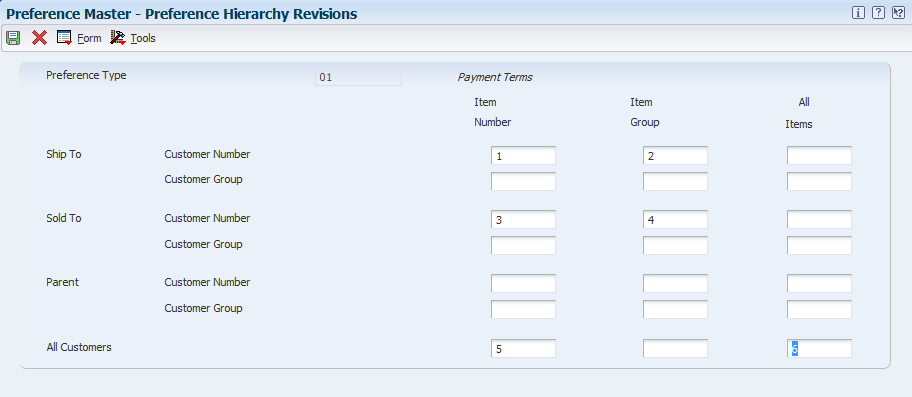 Preference Master - Preference Hierarchy Revisions
Form Tools
Preference Type 01 Payment Terms
Item Item All
Number Group Items
Ship To Customer Number 1 2
Customer Group
Sold To Customer Number 3 4
Customer Group
Parent Customer Number
Customer Group
All Customers 5 6